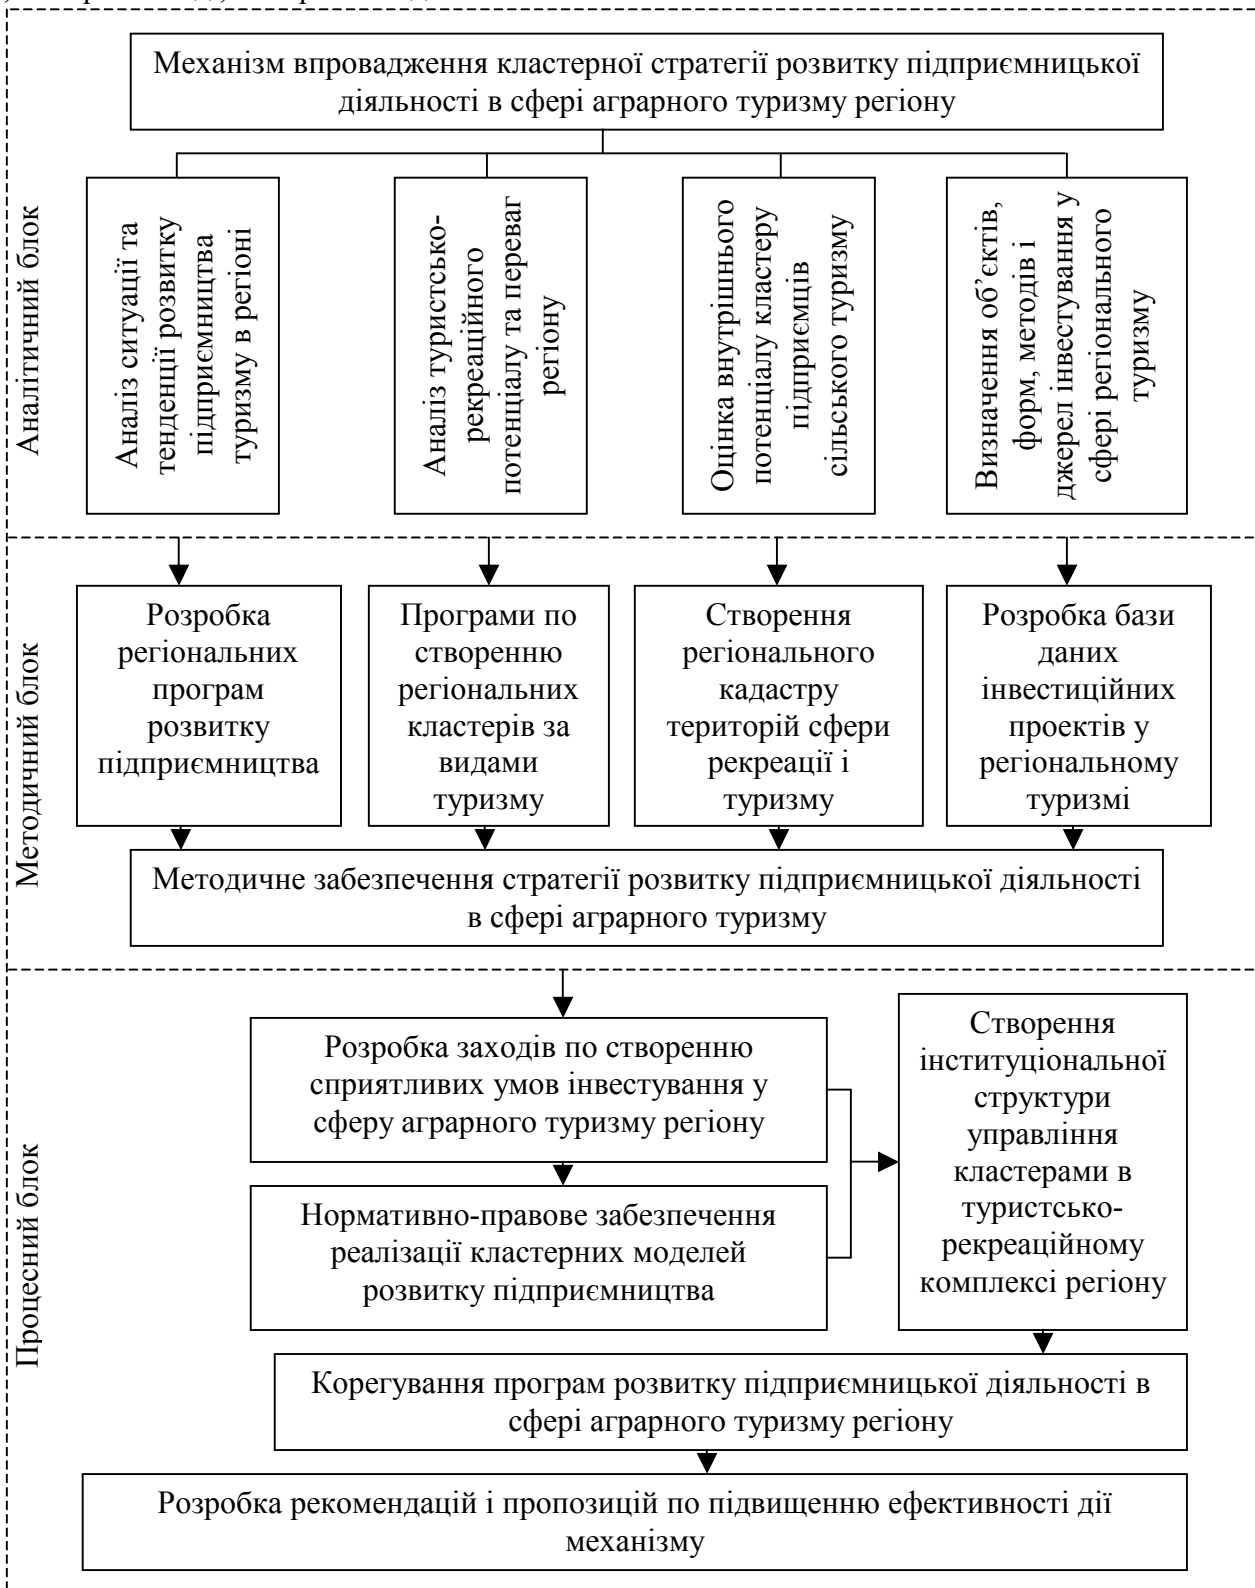 Механізм впровадження кластерної стратегії розвитку підприємницької
діяльності в сфері аграрного туризму регіону
Аналітичний блок
Аналіз ситуації та
тенденції розвитку
підприємництва
туризму в регіоні
Аналіз туристсько-
рекреаційного
потенціалу та переваг
регіону
Оцінка внутрішнього
потенціалу кластеру
підприємців
сільського туризму
Визначення об’єктів,
форм, методів і
джерел інвестування у
сфері регіонального
туризму
Методичний блок
Розробка
регіональних
програм
розвитку
підприємництва
Програми по
створенню
регіональних
кластерів за
видами
туризму
Створення
регіонального
кадастру
територій сфери
рекреації і
туризму
Розробка бази
даних
інвестиційних
проектів у
регіональному
туризмі
Методичне забезпечення стратегії розвитку підприємницької діяльності
в сфері аграрного туризму
Процесний блок
Розробка заходів по створенню
сприятливих умов інвестування у
сферу аграрного туризму регіону
Нормативно-правове забезпечення
реалізації кластерних моделей
розвитку підприємництва
Створення
інституціональної
структури
управління
кластерами в
туристсько-
рекреаційному
комплексі регіону
Корегування програм розвитку підприємницької діяльності в
сфері аграрного туризму регіону
Розробка рекомендацій і пропозицій по підвищенню ефективності дії
механізму